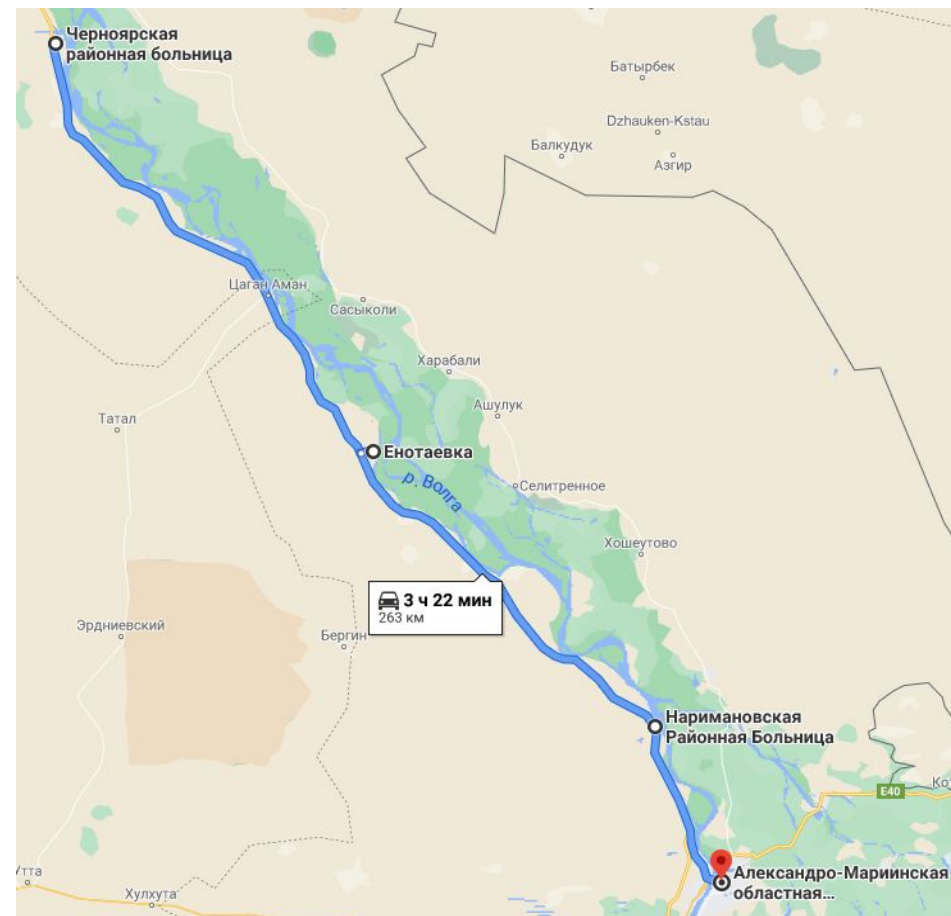 Черноярская
районная больница
Батырбек
Dzhauken-Kstau
Балкудук
Азгир
Цаган Аман
Сасыколи
Харабали
Татал
Ашулук
Енотаевка
р. Волга
Селитренное
Хошеутово
3 ч 22 мин
263 км
Эрдниевский
Бергин
Наримановская
Районная Больница
E40
Утта
Хулхута
Александро-Мариинская
областная...